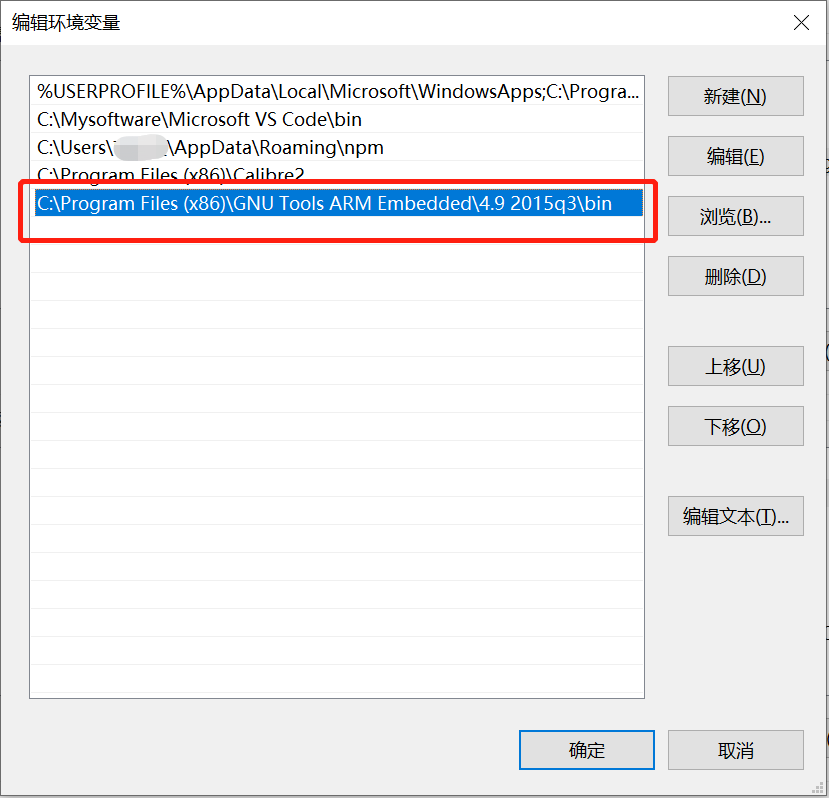 编辑环境变量
%USERPROFILE%\AppData\Local\Microsoft\WindowsApps;C:\Progra...
C:\Mysoftware\Microsoft VS Code\bin
C:\Users\ \AppData\Roaming\npm
C:\Program Files (x86)\Calibre2
C:\Program Files (x86)\GNU Tools ARM Embedded\4.9 2015q3\bin
新建(N)
编辑(E)
浏览(B)...
删除(D)
上移(U)
下移(O)
编辑文本(T)...
确定
取消